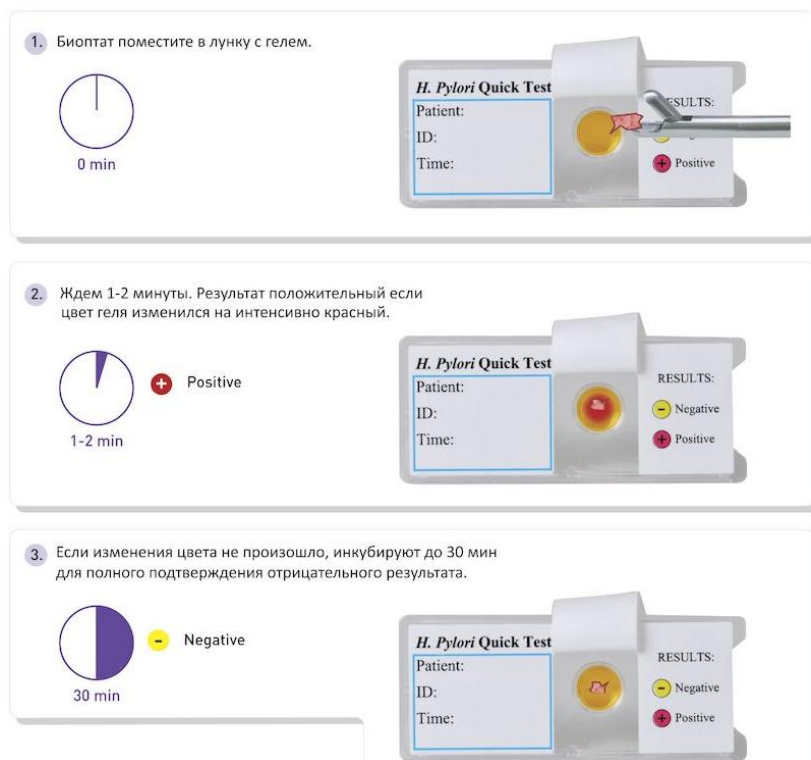 1. Биоптат поместите в лунку с гелем.
0 min
H. Pylori Quick Test
Patient:
ID:
Time:
ESULTS:
+ Positive
2. Ждем 1-2 минуты. Результат положительный если
цвет геля изменился на интенсивно красный.
+ Positive
1-2 min
H. Pylori Quick Test
Patient:
ID:
Time:
RESULTS:
- Negative
+ Positive
3. Если изменения цвета не произошло, инкубируют до 30 мин
для полного подтверждения отрицательного результата.
- Negative
30 min
H. Pylori Quick Test
Patient:
ID:
Time:
RESULTS:
- Negative
+ Positive